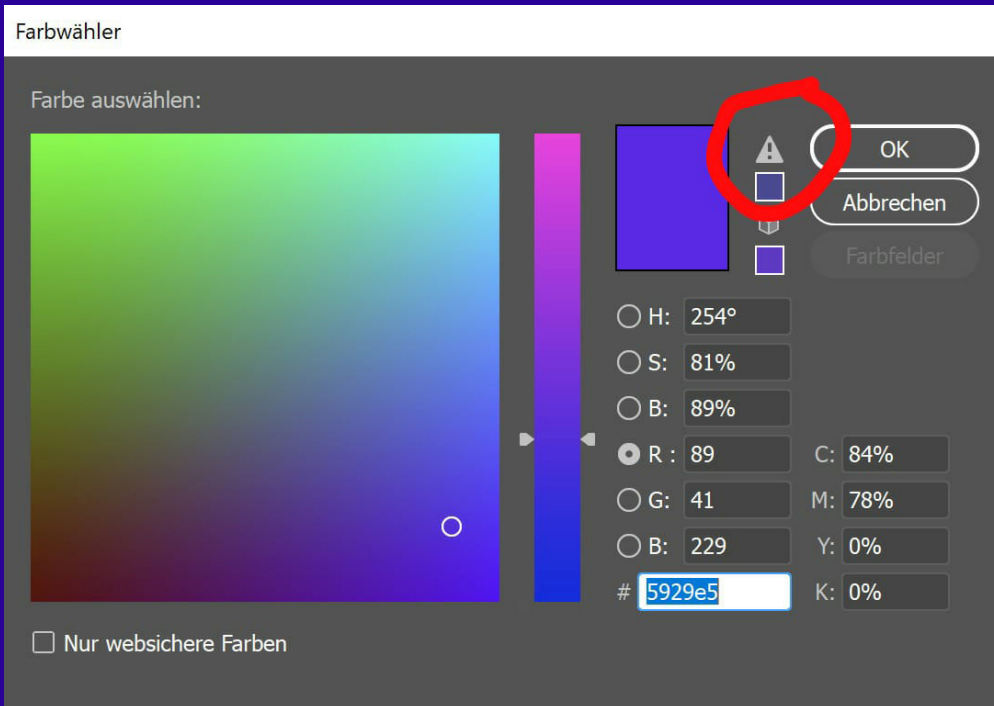 Farbwähler
Farbe auswählen:
OK
Abbrechen
Farbfelder
H: 254°
S: 81%
B: 89%
R : 89 C: 84%
G: 41 M: 78%
B: 229 Y: 0%
# 5929e5 K: 0%
Nur websichere Farben